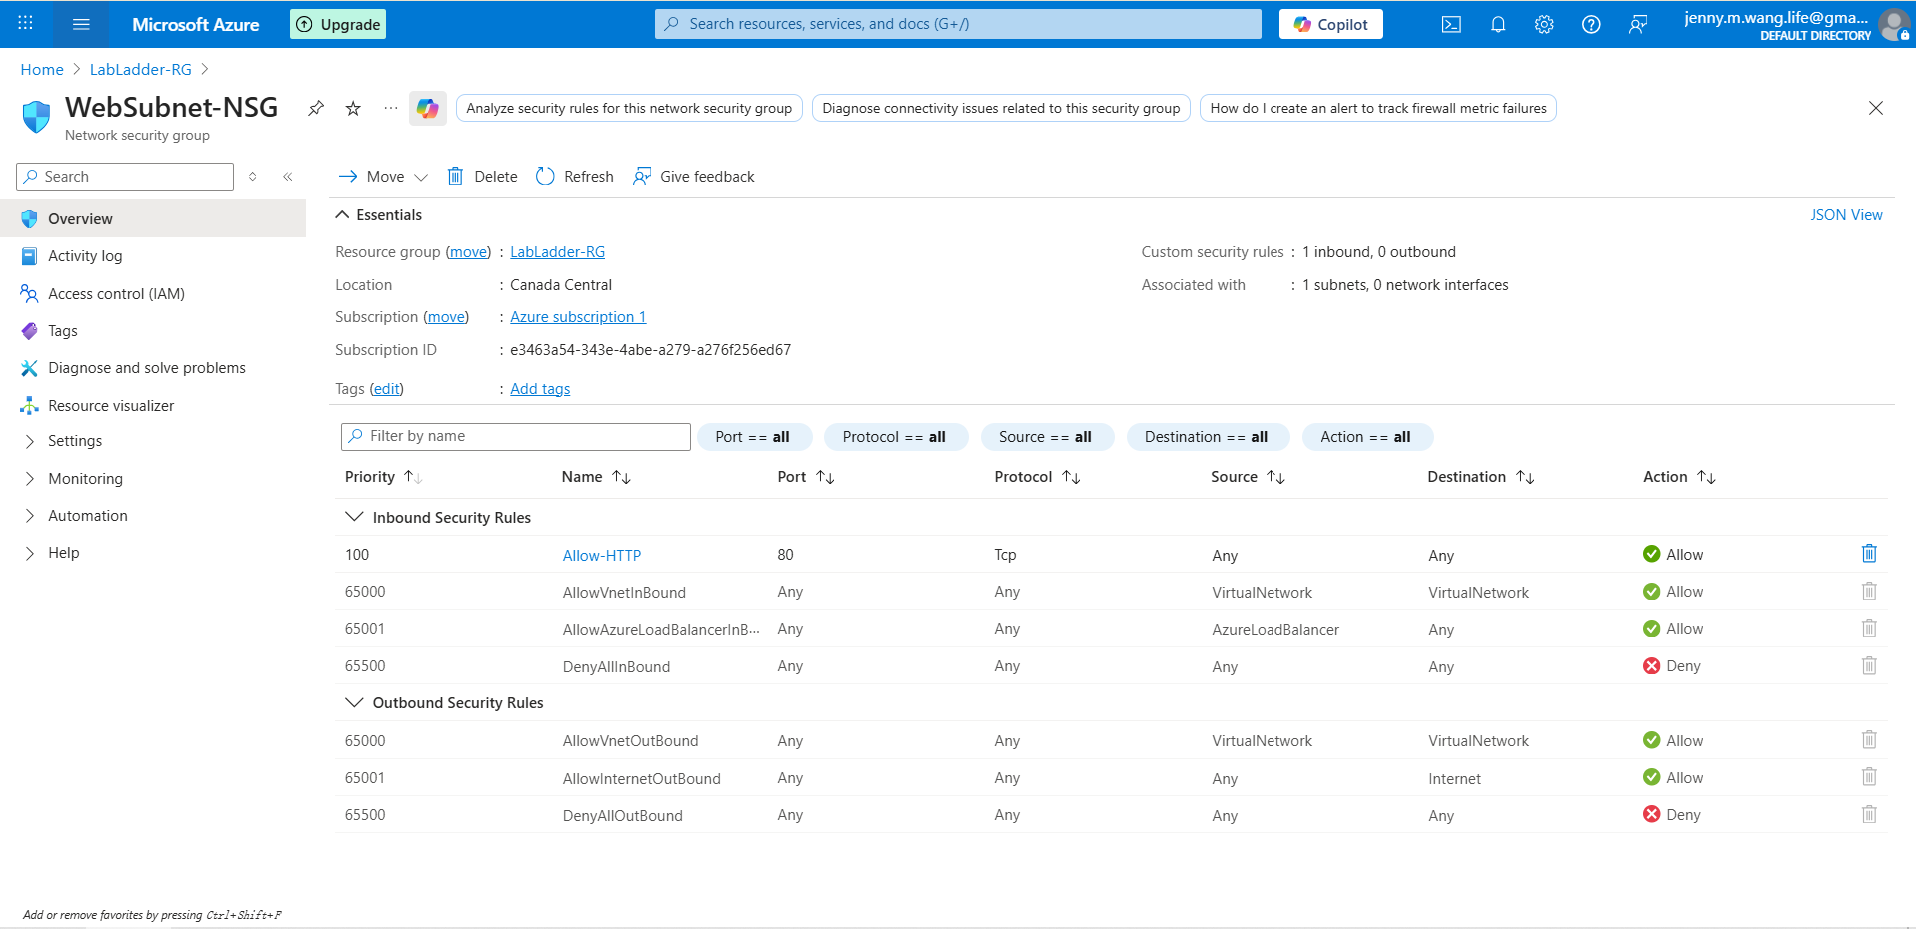 Microsoft Azure Upgrade Search resources, services, and docs (G+/) Copilot jenny.m.wang.life@gma...
DEFAULT DIRECTORY
Home > LabLadder-RG >
WebSubnet-NSG ... Analyze security rules for this network security group Diagnose connectivity issues related to this security group How do I create an alert to track firewall metric failures
Network security group
Search « Move Delete Refresh Give feedback
Overview
Activity log
Access control (IAM)
Tags
Diagnose and solve problems
Resource visualizer
Settings
Monitoring
Automation
Help
Essentials JSON View
Resource group (move) : LabLadder-RG
Location : Canada Central
Subscription (move) : Azure subscription 1
Subscription ID : e3463a54-343e-4abe-a279-a276f256ed67
Tags (edit) : Add tags
Custom security rules : 1 inbound, 0 outbound
Associated with : 1 subnets, 0 network interfaces
Filter by name Port == all Protocol == all Source == all Destination == all Action == all
Priority Name Port Protocol Source Destination Action
Inbound Security Rules
100 Allow-HTTP 80 Tcp Any Any Allow
65000 AllowVnetInBound Any Any VirtualNetwork VirtualNetwork Allow
65001 AllowAzureLoadBalancerInB... Any Any AzureLoadBalancer Any Allow
65500 DenyAllInBound Any Any Any Any Deny
Outbound Security Rules
65000 AllowVnetOutBound Any Any VirtualNetwork VirtualNetwork Allow
65001 AllowInternetOutBound Any Any Any Internet Allow
65500 DenyAllOutBound Any Any Any Any Deny
Add or remove favorites by pressing Ctrl+Shift+F